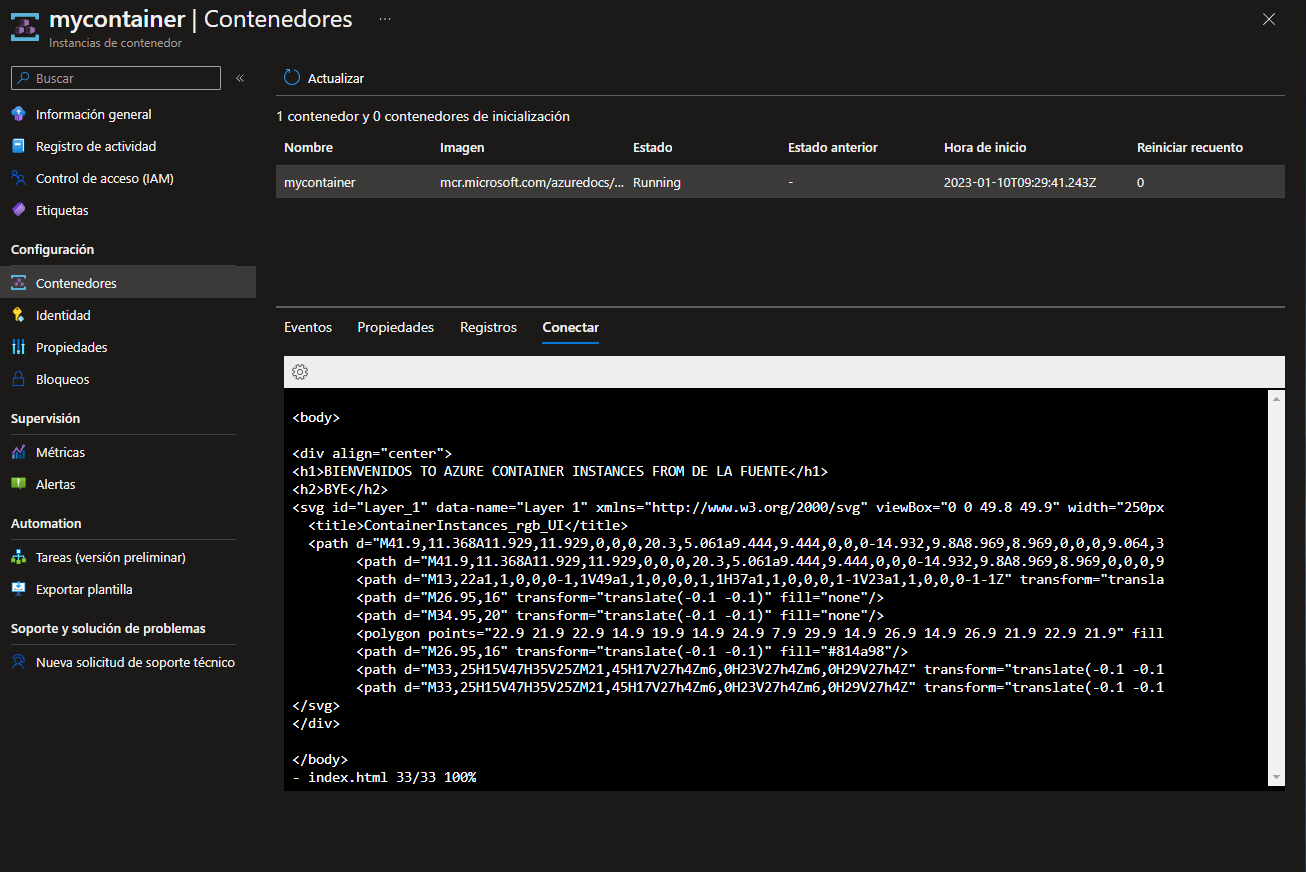 mycontainer | Contenedores ...
Instancias de contenedor
Buscar
«
Actualizar
Información general
Registro de actividad
Control de acceso (IAM)
Etiquetas
Configuración
Contenedores
Identidad
Propiedades
Bloqueos
Supervisión
Métricas
Alertas
Automation
Tareas (versión preliminar)
Exportar plantilla
Soporte y solución de problemas
Nueva solicitud de soporte técnico
1 contenedor y 0 contenedores de inicialización
Nombre Imagen Estado Estado anterior Hora de inicio Reiniciar recuento
mycontainer mcr.microsoft.com/azuredocs/... Running - 2023-01-10T09:29:41.243Z 0
Eventos Propiedades Registros Conectar
<body>
<div align="center">
<h1>BIENVENIDOS TO AZURE CONTAINER INSTANCES FROM DE LA FUENTE</h1>
<h2>BYE</h2>
<svg id="Layer_1" data-name="Layer 1" xmlns="http://www.w3.org/2000/svg" viewBox="0 0 49.8 49.9" width="250px
<title>ContainerInstances_rgb_UI</title>
<path d="M41.9,11.368A11.929,11.929,0,0,0,20.3,5.061a9.444,9.444,0,0,0-14.932,9.8A8.969,8.969,0,0,0,9.064,3
<path d="M41.9,11.368A11.929,11.929,0,0,0,20.3,5.061a9.444,9.444,0,0,0-14.932,9.8A8.969,8.969,0,0,0,9
<path d="M13,22a1,1,0,0,0-1,1V49a1,1,0,0,0,1,1H37a1,1,0,0,0,1-1V23a1,1,0,0,0-1-1Z" transform="transla
<path d="M26.95,16" transform="translate(-0.1 -0.1)" fill="none"/>
<path d="M34.95,20" transform="translate(-0.1 -0.1)" fill="none"/>
<polygon points="22.9 21.9 22.9 14.9 19.9 14.9 24.9 7.9 29.9 14.9 26.9 14.9 26.9 21.9 22.9 21.9" fill
<path d="M26.95,16" transform="translate(-0.1 -0.1)" fill="#814a98"/>
<path d="M33,25H15V47H35V25ZM21,45H17V27h4Zm6,0H23V27h4Zm6,0H29V27h4Z" transform="translate(-0.1 -0.1
<path d="M33,25H15V47H35V25ZM21,45H17V27h4Zm6,0H23V27h4Zm6,0H29V27h4Z" transform="translate(-0.1 -0.1
</svg>
</div>
</body>
- index.html 33/33 100%